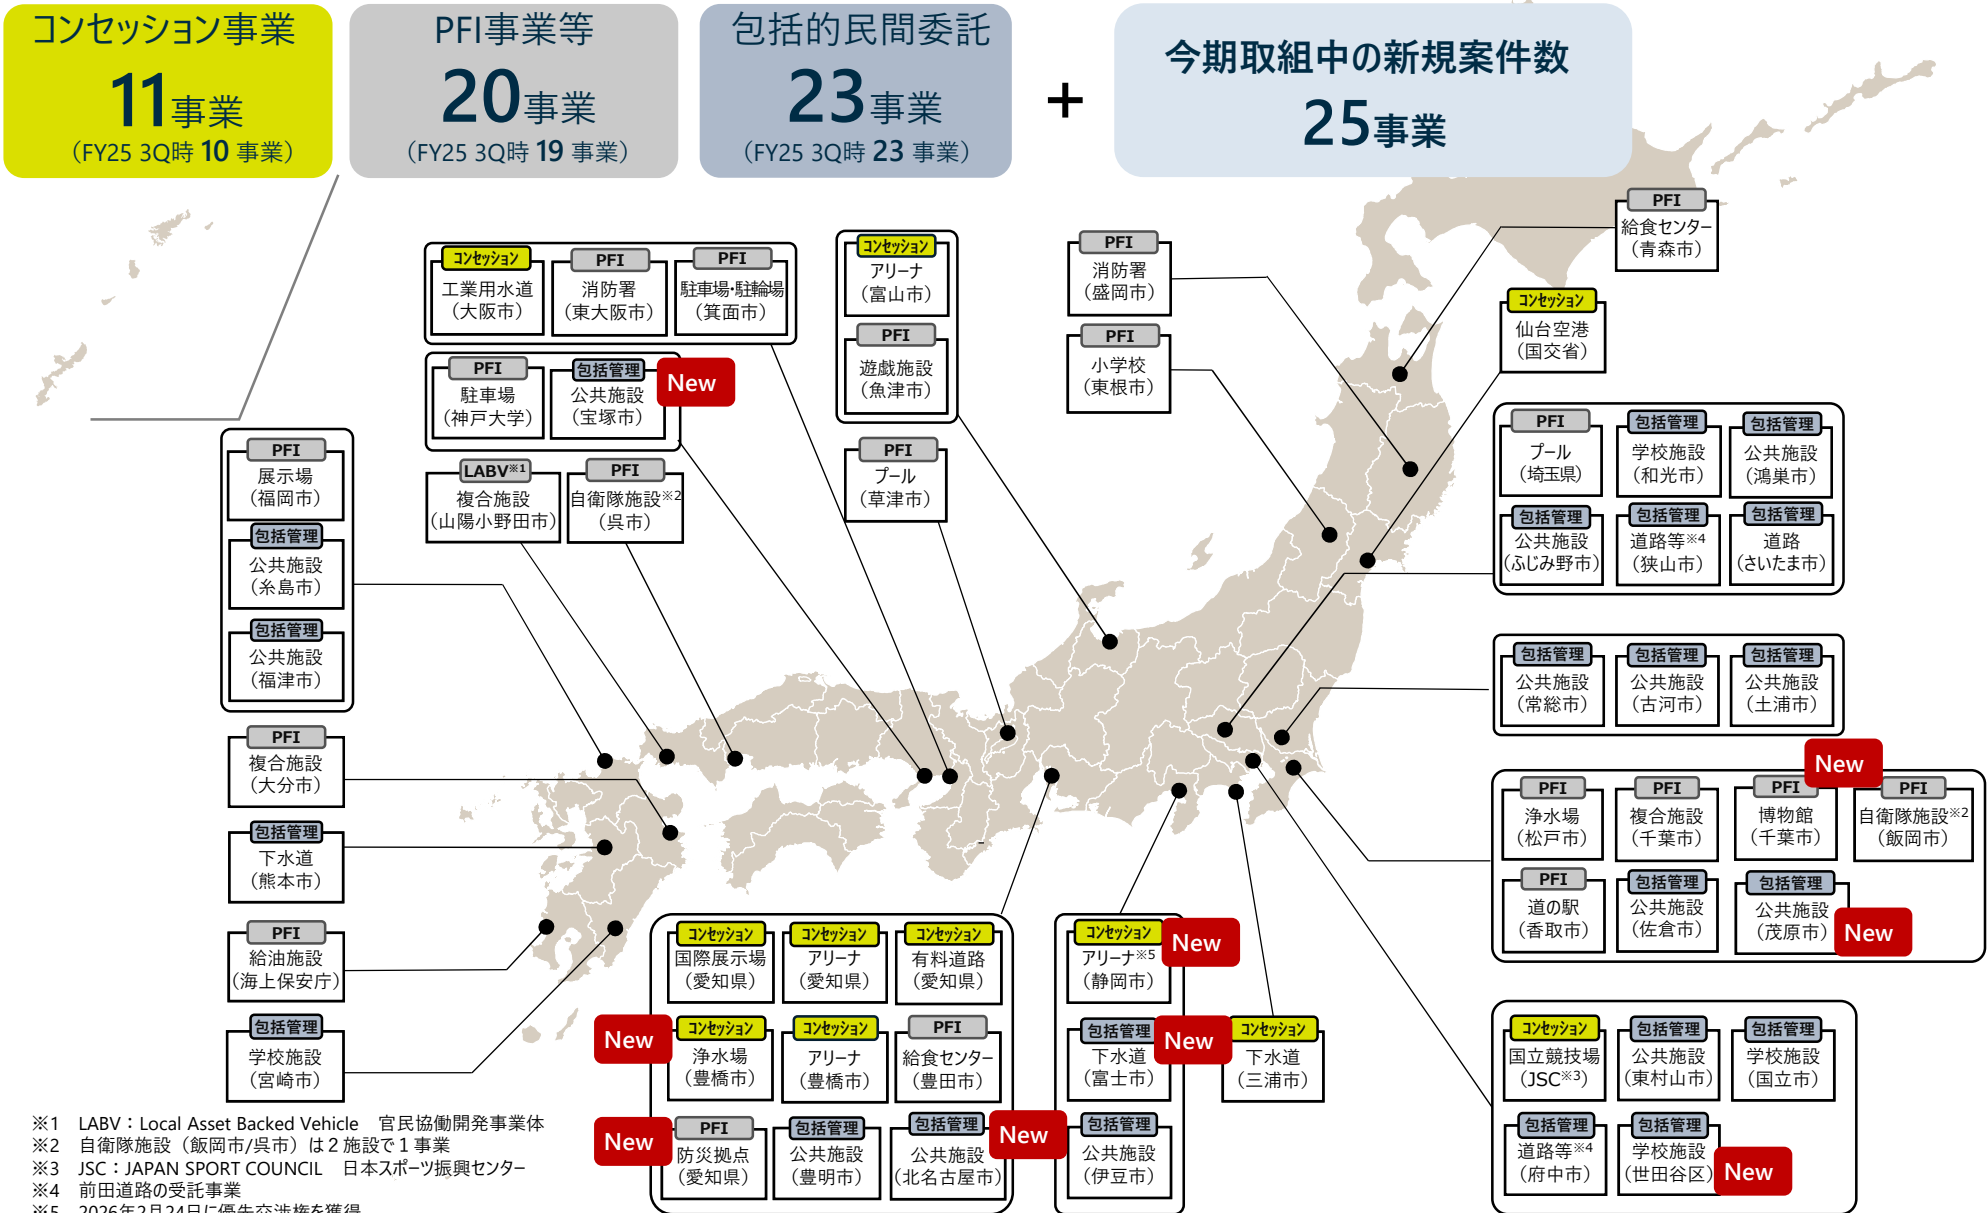 コンセッション事業
11事業
（FY25 3Q時 10 事業）
PFI事業等
20事業
（FY25 3Q時 19 事業）
包括的民間委託
23事業
（FY25 3Q時 23 事業）
+
今期取組中の新規案件数
25事業
コンセッション
工業用水道
（大阪市）
PFI
消防署
（東大阪市）
PFI
駐車場・駐輪場
（箕面市）
PFI
駐車場
（神戸大学）
包括管理
公共施設
（宝塚市）
New
LABV※1
複合施設
（山陽小野田市）
PFI
自衛隊施設※2
（呉市）
コンセッション
アリーナ
（富山市）
PFI
遊戯施設
（魚津市）
PFI
プール
（草津市）
PFI
消防署
（盛岡市）
PFI
小学校
（東根市）
PFI
給食センター
（青森市）
コンセッション
仙台空港
（国交省）
PFI
プール
（埼玉県）
包括管理
学校施設
（和光市）
包括管理
公共施設
（鴻巣市）
包括管理
公共施設
（ふじみ野市）
包括管理
道路等※4
（狭山市）
包括管理
道路
（さいたま市）
包括管理
公共施設
（常総市）
包括管理
公共施設
（古河市）
包括管理
公共施設
（土浦市）
PFI
浄水場
（松戸市）
PFI
複合施設
（千葉市）
PFI
博物館
（千葉市）
New
PFI
自衛隊施設※2
（飯岡市）
PFI
道の駅
（香取市）
包括管理
公共施設
（佐倉市）
包括管理
公共施設
（茂原市）
New
コンセッション
国立競技場
（JSC※3）
包括管理
公共施設
（東村山市）
包括管理
学校施設
（国立市）
包括管理
道路等※4
（府中市）
包括管理
学校施設
（世田谷区）
New
PFI
展示場
（福岡市）
包括管理
公共施設
（糸島市）
包括管理
公共施設
（福津市）
PFI
複合施設
（大分市）
包括管理
下水道
（熊本市）
PFI
給油施設
（海上保安庁）
包括管理
学校施設
（宮崎市）
コンセッション
国際展示場
（愛知県）
コンセッション
アリーナ
（愛知県）
コンセッション
有料道路
（愛知県）
New
コンセッション
浄水場
（豊橋市）
コンセッション
アリーナ
（豊橋市）
PFI
給食センター
（豊田市）
New
PFI
防災拠点
（愛知県）
包括管理
公共施設
（豊明市）
包括管理
公共施設
（北名古屋市）
New
コンセッション
アリーナ※5
（静岡市）
New
包括管理
下水道
（富士市）
New
包括管理
公共施設
（伊豆市）
コンセッション
下水道
（三浦市）
※1 LABV：Local Asset Backed Vehicle 官民協働開発事業体
※2 自衛隊施設（飯岡市/呉市）は２施設で１事業
※3 JSC：JAPAN SPORT COUNCIL 日本スポーツ振興センター
※4 前田道路の受託事業
※5 2026年2月24日に優先交渉権を獲得